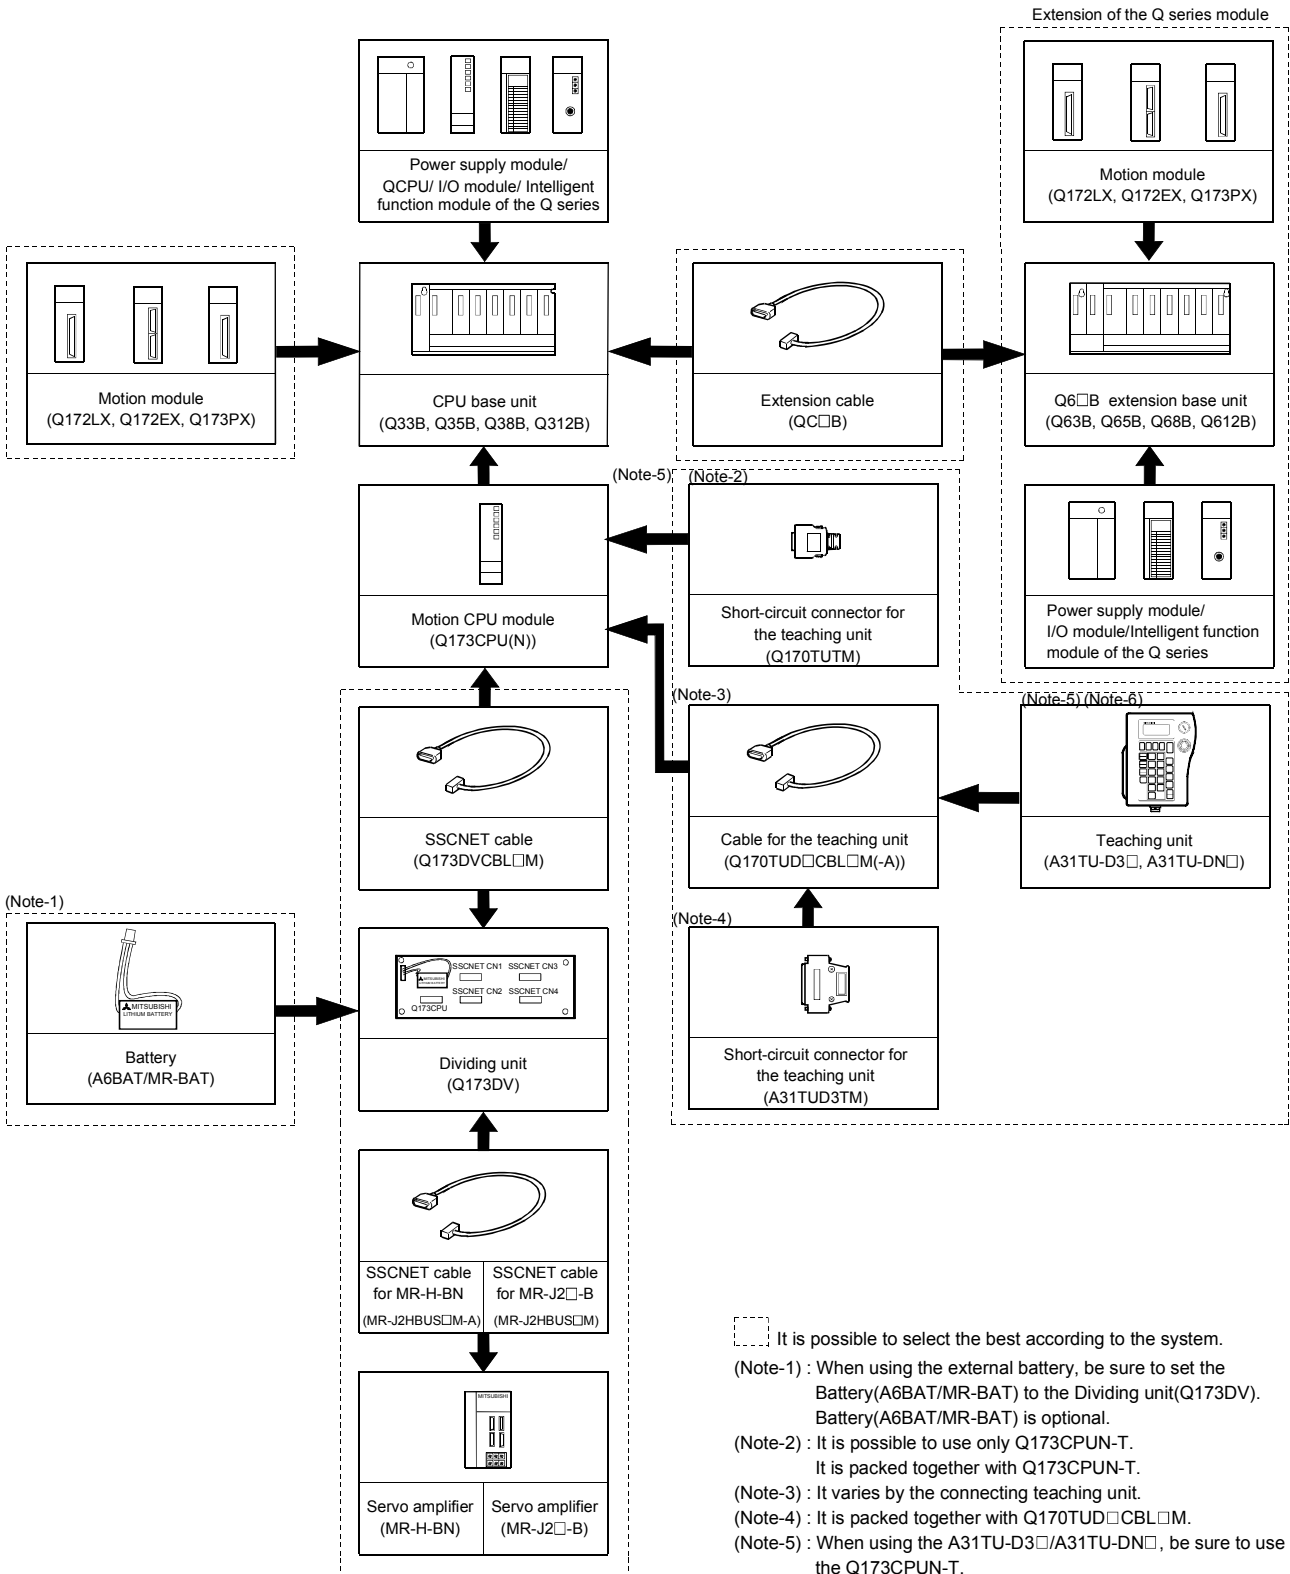 Extension of the Q series module
Power supply module/
QCPU/ I/O module/ Intelligent
function module of the Q series
Motion module
(Q172LX, Q172EX, Q173PX)
Motion module
(Q172LX, Q172EX, Q173PX)
CPU base unit
(Q33B, Q35B, Q38B, Q312B)
Extension cable
(QC□B)
Q6□B extension base unit
(Q63B, Q65B, Q68B, Q612B)
(Note-5)
(Note-2)
Motion CPU module
(Q173CPU(N))
Short-circuit connector for
the teaching unit
(Q170TUTM)
Power supply module/
I/O module/Intelligent function
module of the Q series
(Note-3)
(Note-5) (Note-6)
SSCNET cable
(Q173DVCBL□M)
Cable for the teaching unit
(Q170TUD□CBL□M(-A))
Teaching unit
(A31TU-D3□, A31TU-DN□)
(Note-1)
(Note-4)
MITSUBISHI
LITHIUM BATTERY
Battery
(A6BAT/MR-BAT)
MITSUBISHI
LITHIUM BATTERY
SSCNET CN1 SSCNET CN3
SSCNET CN2 SSCNET CN4
Q173CPU
Dividing unit
(Q173DV)
Short-circuit connector for
the teaching unit
(A31TUD3TM)
SSCNET cable
for MR-H-BN
(MR-J2HBUS□M-A)
SSCNET cable
for MR-J2□-B
(MR-J2HBUS□M)
MITSUBISHI
Servo amplifier
(MR-H-BN)
Servo amplifier
(MR-J2□-B)
It is possible to select the best according to the system.
(Note-1) : When using the external battery, be sure to set the
Battery(A6BAT/MR-BAT) to the Dividing unit(Q173DV).
Battery(A6BAT/MR-BAT) is optional.
(Note-2) : It is possible to use only Q173CPUN-T.
It is packed together with Q173CPUN-T.
(Note-3) : It varies by the connecting teaching unit.
(Note-4) : It is packed together with Q170TUD□CBL□M.
(Note-5) : When using the A31TU-D3□/A31TU-DN□, be sure to use
the Q173CPUN-T.